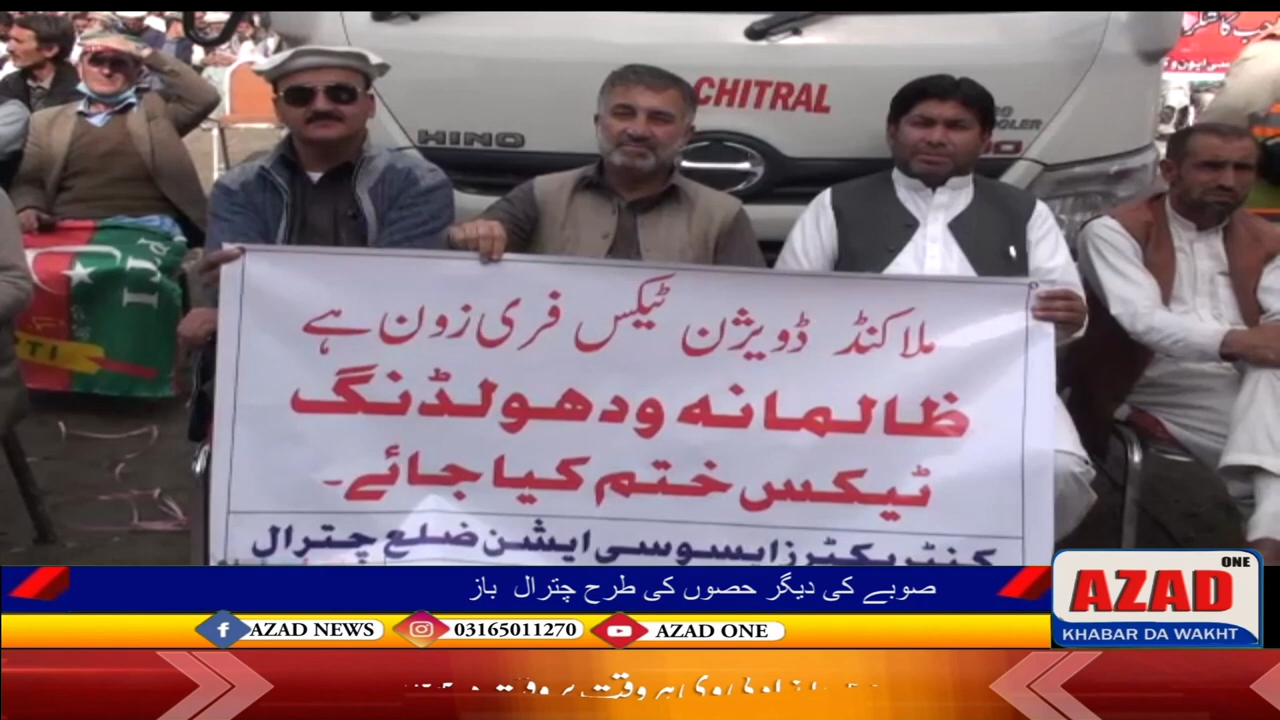 CHITRAL
HINO
PTI
ملاکنڈ ڈویژن ٹیکس فری زون ہے
ظالمانہ ودھولڈنگ
ٹیکس ختم کیا جائے۔
کنٹریکٹرز ایسوسی ایشن ضلع چترال
صوبے کی دیگر حصوں کی طرح چترال باز
AZAD ONE
KHABAR DA WAKHT
AZAD NEWS
03165011270
AZAD ONE